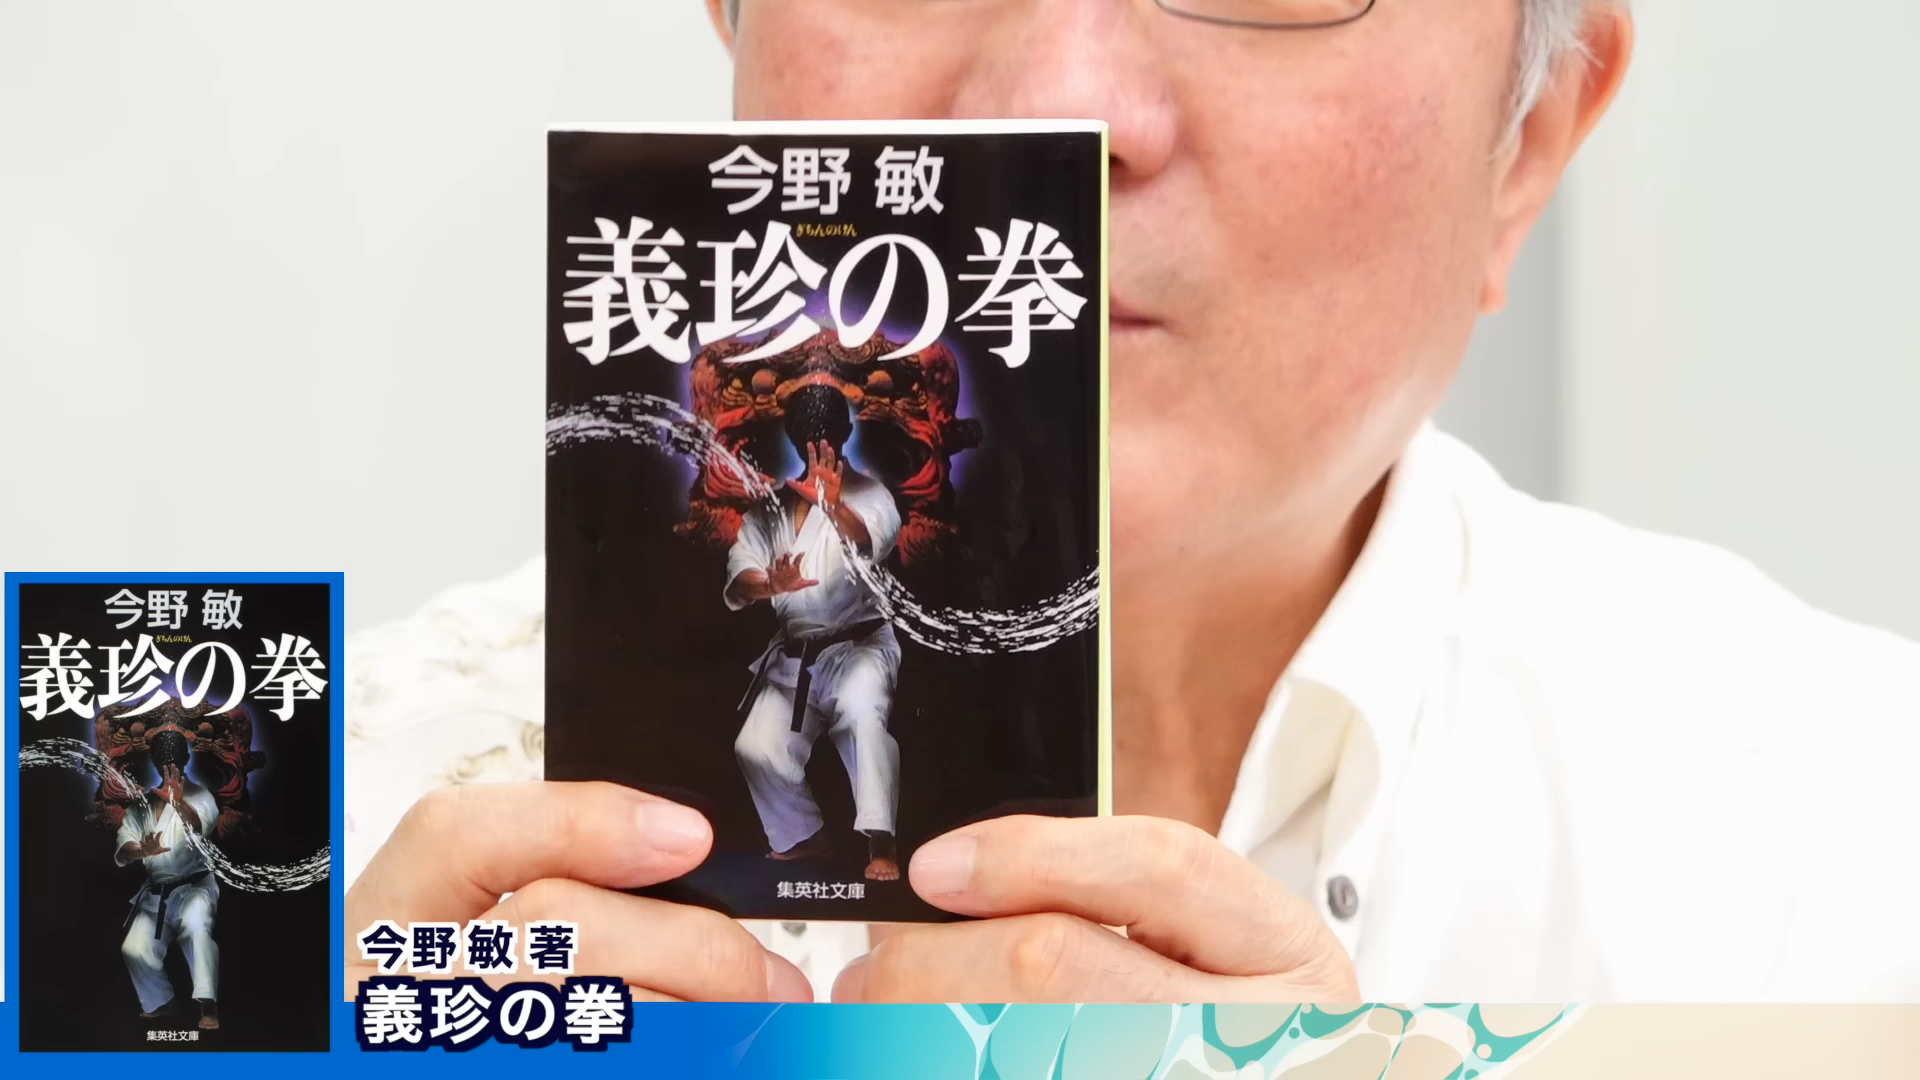 今野 敏
ぎちんのけん
義珍の拳
集英社文庫
今野 敏
ぎちんのけん
義珍の拳
集英社文庫
今野 敏 著
義珍の拳